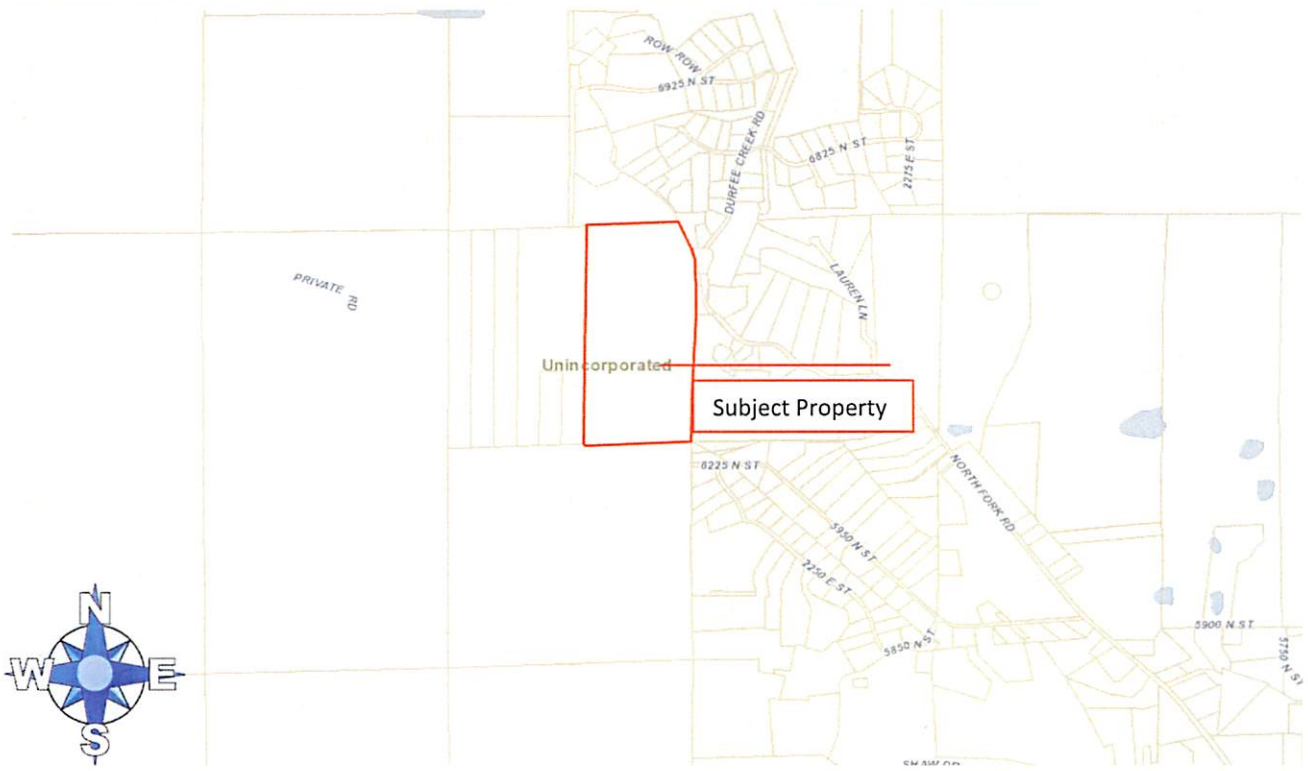 ROW ROW
6925 N ST
DURFEE CREEK RD
6825 N ST
2275 E ST
PRIVATE RD
LAUREN LN
Unincorporated
Subject Property
6225 N ST
NORTH FORK RD
5950 N ST
2250 E ST
5850 N ST
5900 N ST
5750 N ST
SHAW RD
N
W
E
S